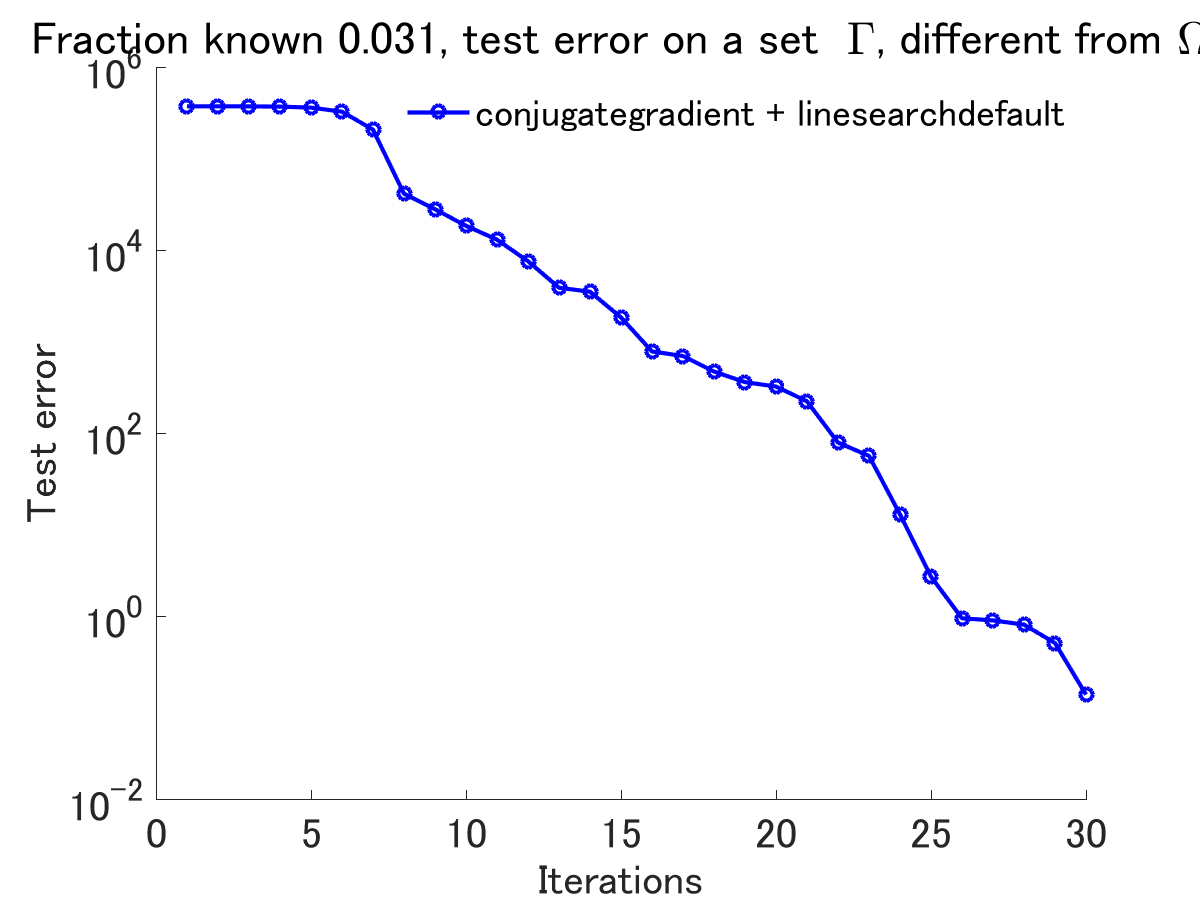 Fraction known 0.031, test error on a set Γ, different from Ω
conjugategradient + linesearchdefault
10^6
10^4
10^2
10^0
10^−2
Test error
0 5 10 15 20 25 30
Iterations